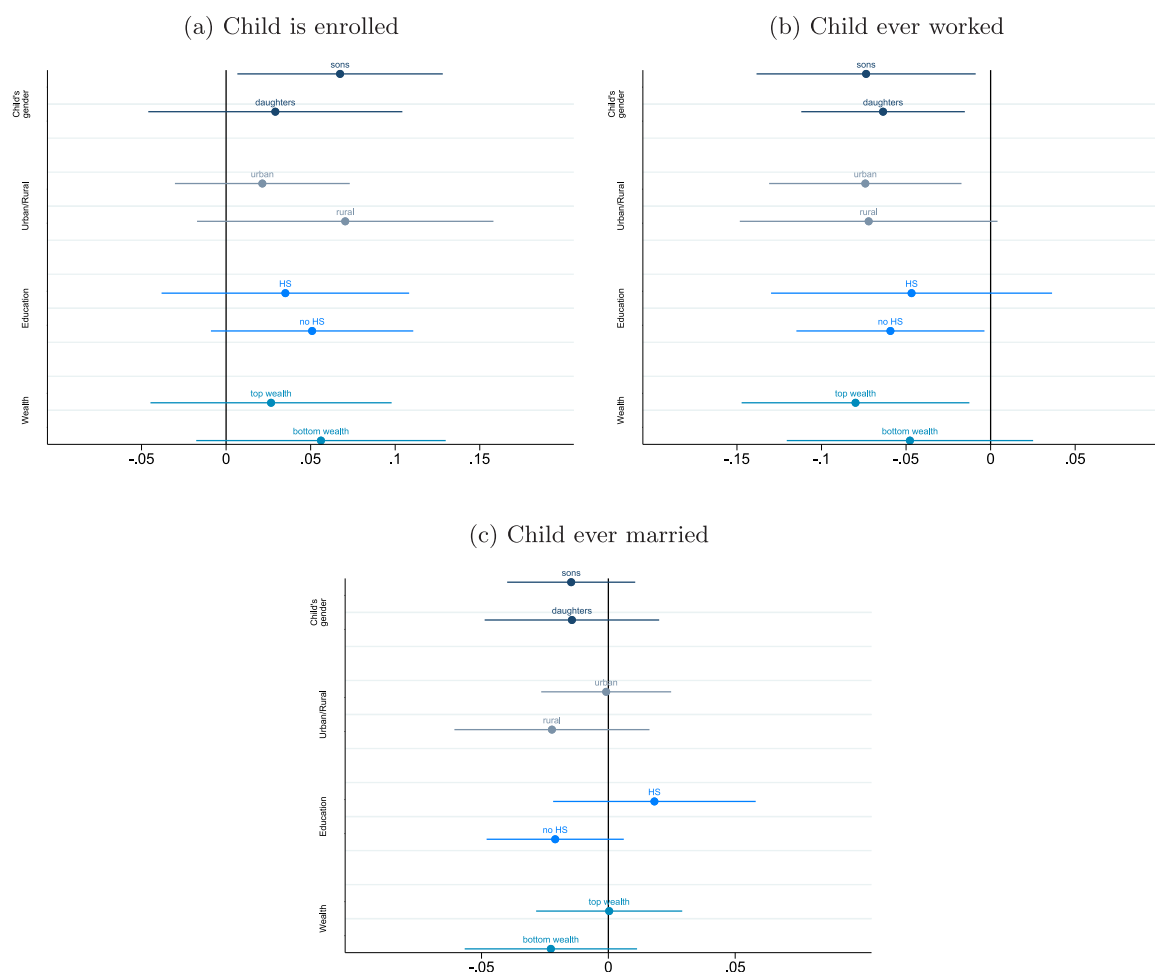 (a) Child is enrolled
sons
Child's
gender
daughters
urban
Urban/Rural
rural
HS
Education
no HS
top wealth
Wealth
bottom wealth
-.05 0 .05 .1 .15
(b) Child ever worked
sons
Child's
gender
daughters
urban
Urban/Rural
rural
HS
Education
no HS
top wealth
Wealth
bottom wealth
-.15 -.1 -.05 0 .05
(c) Child ever married
sons
Child's
gender
daughters
urban
Urban/Rural
rural
HS
Education
no HS
top wealth
Wealth
bottom wealth
-.05 0 .05